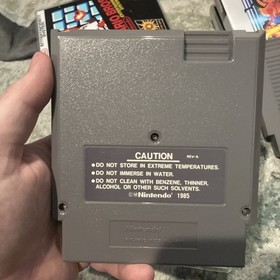 CAUTION REV-A
•DO NOT STORE IN EXTREME TEMPERATURES.
•DO NOT IMMERSE IN WATER.
•DO NOT CLEAN WITH BENZENE, THINNER,
ALCOHOL OR OTHER SUCH SOLVENTS.
©Nintendo 1985